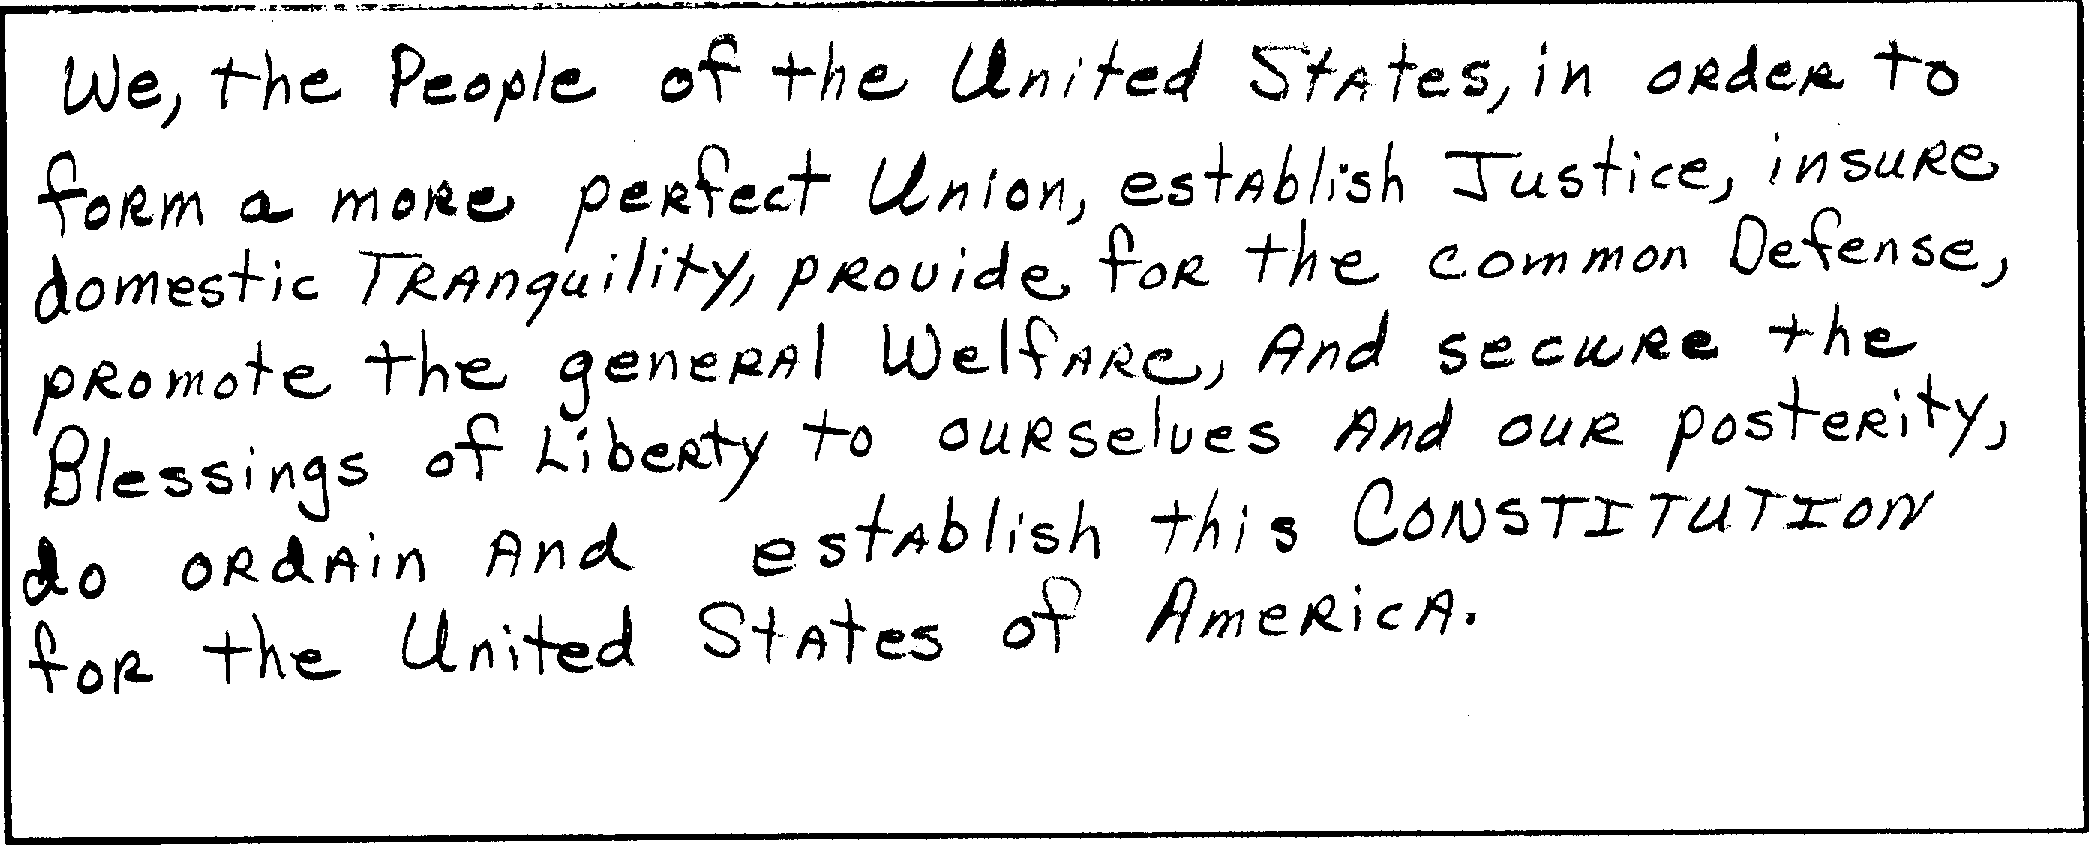 We, the People of the United States, in order to
form a more perfect Union, establish Justice, insure
domestic Tranquility, provide for the common Defense,
promote the general Welfare, and secure the
Blessings of Liberty to ourselves and our posterity,
do ordain and establish this CONSTITUTION
for the United States of America.